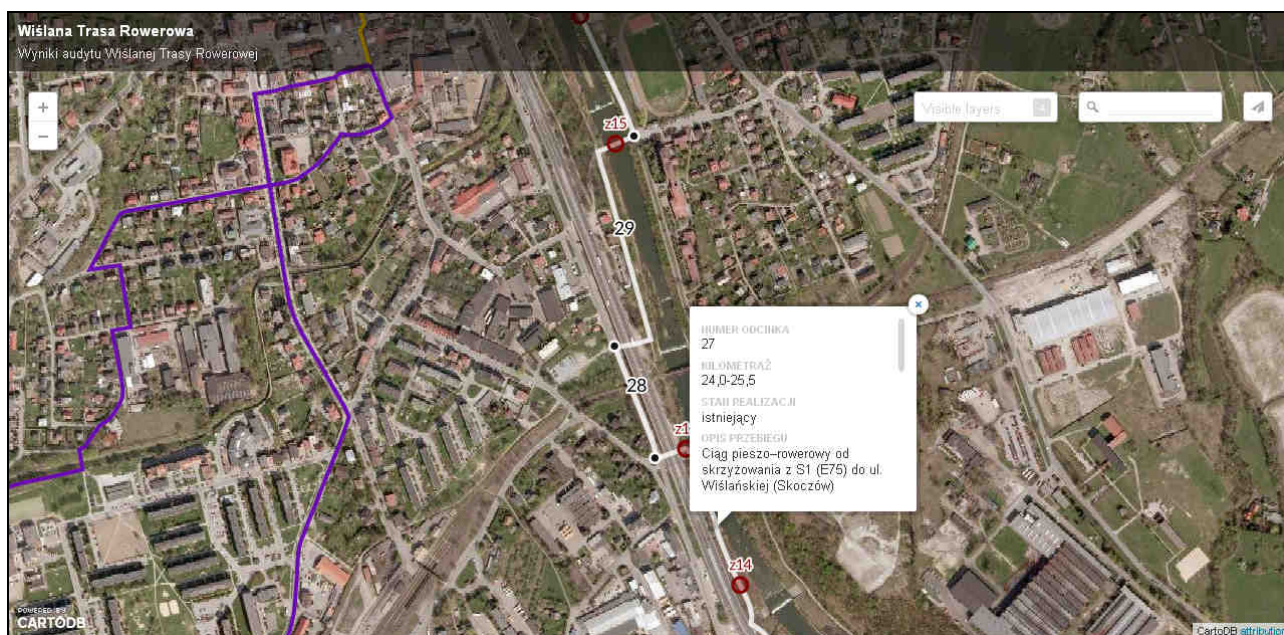 Wiślana Trasa Rowerowa
Wyniki audytu Wiślanej Trasy Rowerowej
+
−
Visible layers 4
z15
29
28
NUMER ODCINKA
27
KILOMETRAŻ
24,0-25,5
STAN REALIZACJI
istniejący
OPIS PRZEBIEGU
Ciąg pieszo–rowerowy od
skrzyżowania z S1 (E75) do ul.
Wiślańskiej (Skoczów)
z14
POWERED BY
CARTODB
CartoDB attribution